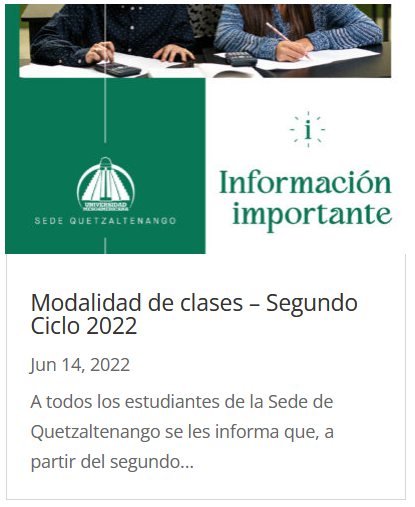 i
Información
importante
UNIVERSIDAD
MESOAMERICANA
SEDE QUETZALTENANGO
Modalidad de clases – Segundo
Ciclo 2022
Jun 14, 2022
A todos los estudiantes de la Sede de
Quetzaltenango se les informa que, a
partir del segundo...